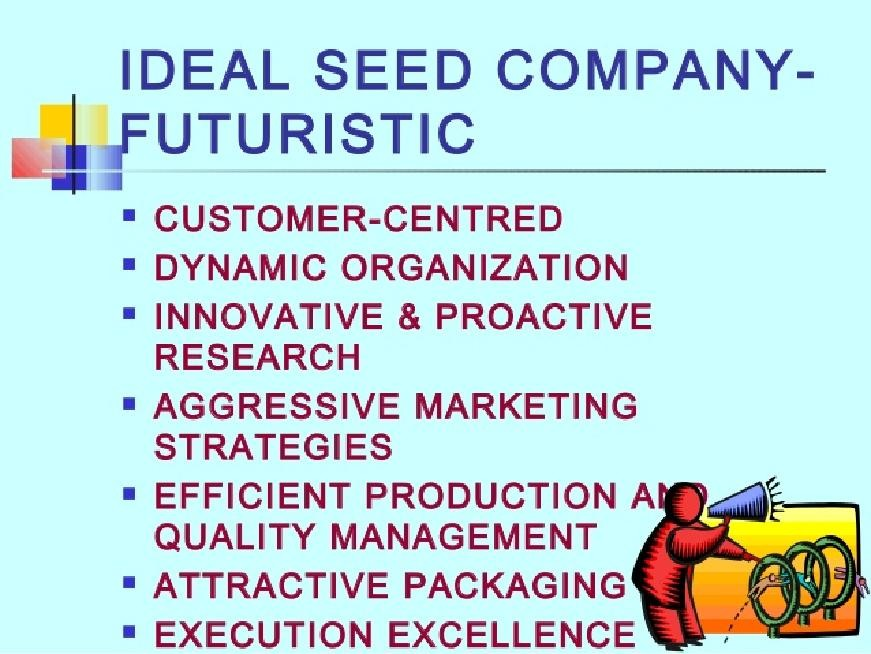 IDEAL SEED COMPANY-
FUTURISTIC
CUSTOMER-CENTRED
DYNAMIC ORGANIZATION
INNOVATIVE & PROACTIVE
RESEARCH
AGGRESSIVE MARKETING
STRATEGIES
EFFICIENT PRODUCTION AND
QUALITY MANAGEMENT
ATTRACTIVE PACKAGING
EXECUTION EXCELLENCE